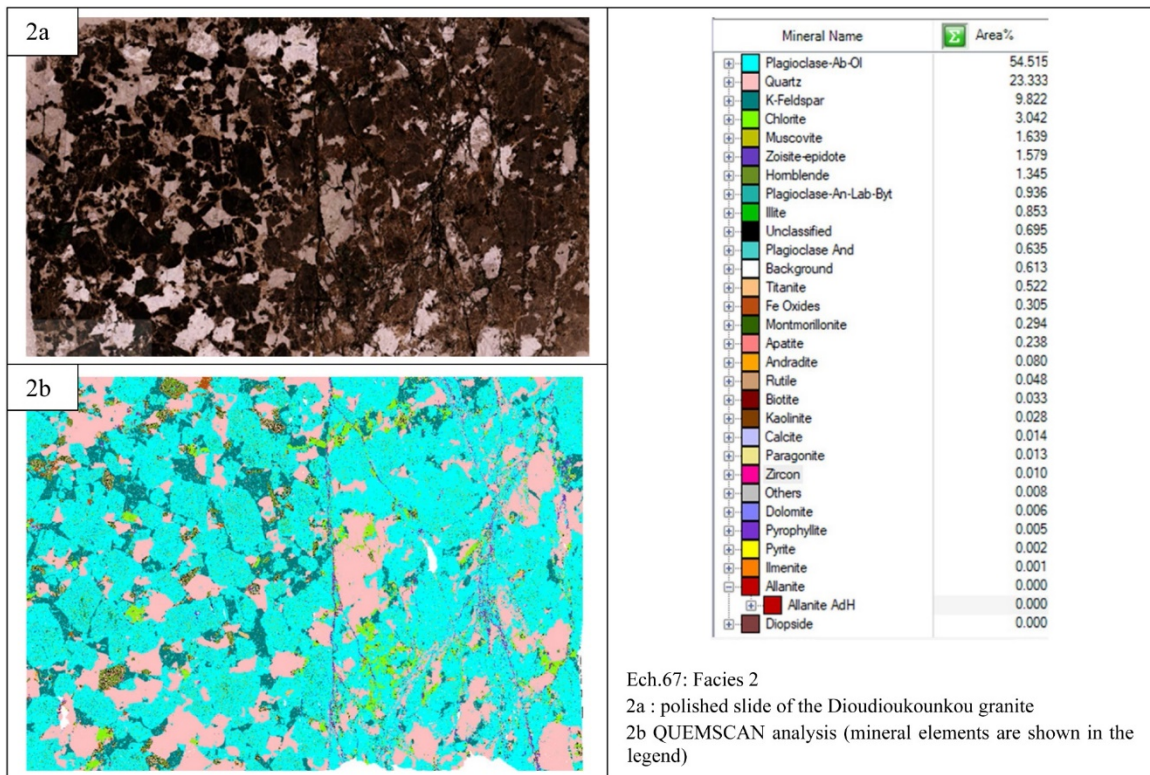 2a
2b
Mineral Name Σ Area%
Plagioclase-Ab-Ol 54.515
Quartz 23.333
K-Feldspar 9.822
Chlorite 3.042
Muscovite 1.639
Zoisite-epidote 1.579
Hornblende 1.345
Plagioclase-An-Lab-Byt 0.936
Illite 0.853
Unclassified 0.695
Plagioclase And 0.635
Background 0.613
Titanite 0.522
Fe Oxides 0.305
Montmorillonite 0.294
Apatite 0.238
Andradite 0.080
Rutile 0.048
Biotite 0.033
Kaolinite 0.028
Calcite 0.014
Paragonite 0.013
Zircon 0.010
Others 0.008
Dolomite 0.006
Pyrophyllite 0.005
Pyrite 0.002
Ilmenite 0.001
Allanite 0.000
Allanite AdH 0.000
Diopside 0.000
Ech.67: Facies 2
2a : polished slide of the Dioudioukounkou granite
2b QUEMSCAN analysis (mineral elements are shown in the
legend)